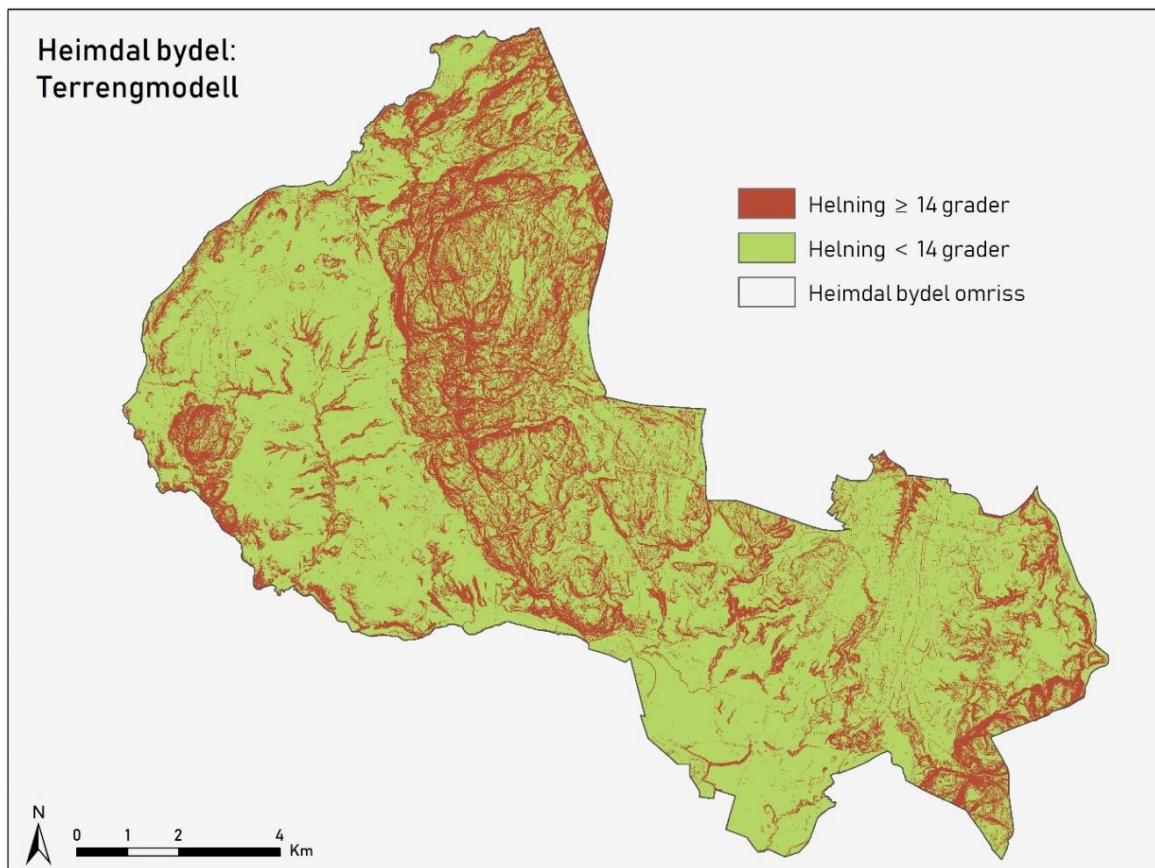 Heimdal bydel:
Terrengmodell
Helning ≥ 14 grader
Helning < 14 grader
Heimdal bydel omriss
N
0 1 2 4
Km